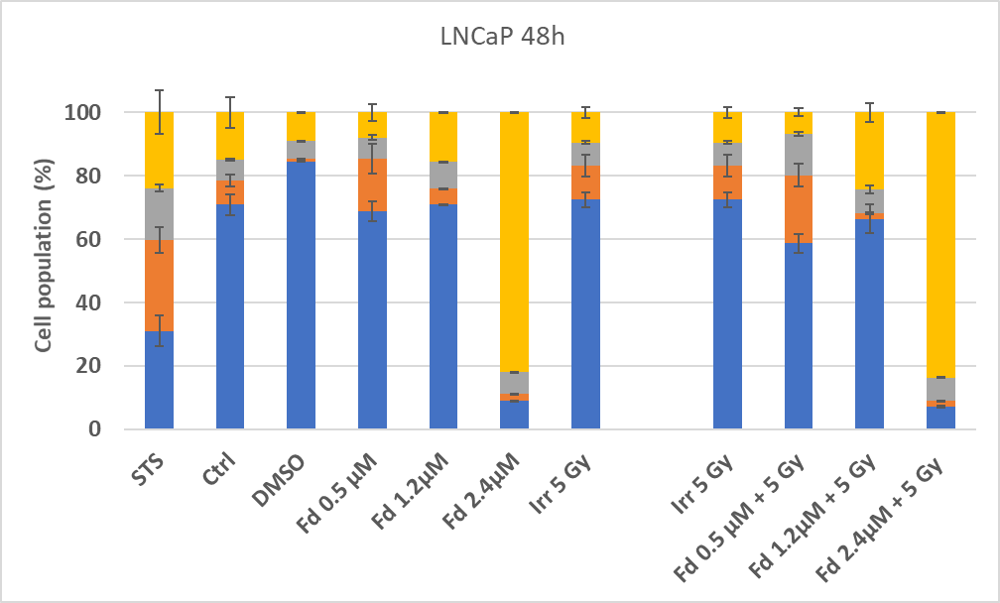 LNCaP 48h
Cell population (%)
100
80
60
40
20
0
STS
Ctrl
DMSO
Fd 0.5 µM
Fd 1.2µM
Fd 2.4µM
Irr 5 Gy
Irr 5 Gy
Fd 0.5 µM + 5 Gy
Fd 1.2µM + 5 Gy
Fd 2.4µM + 5 Gy